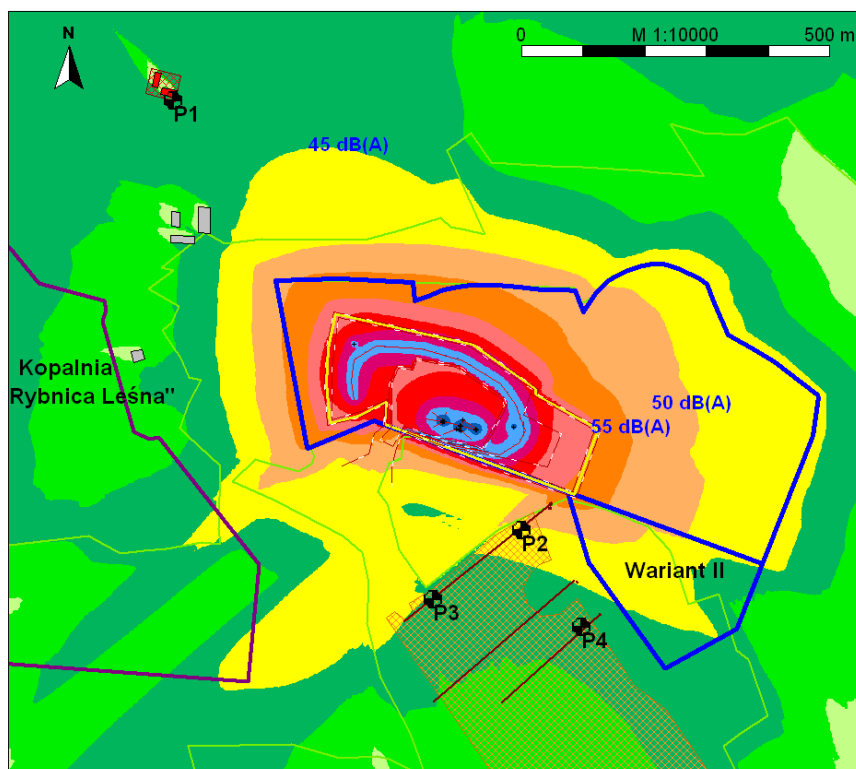 N
0 M 1:10000 500 m
P1
45 dB(A)
Kopalnia
Rybnica Leśna"
50 dB(A)
55 dB(A)
P2
Wariant II
P3
P4